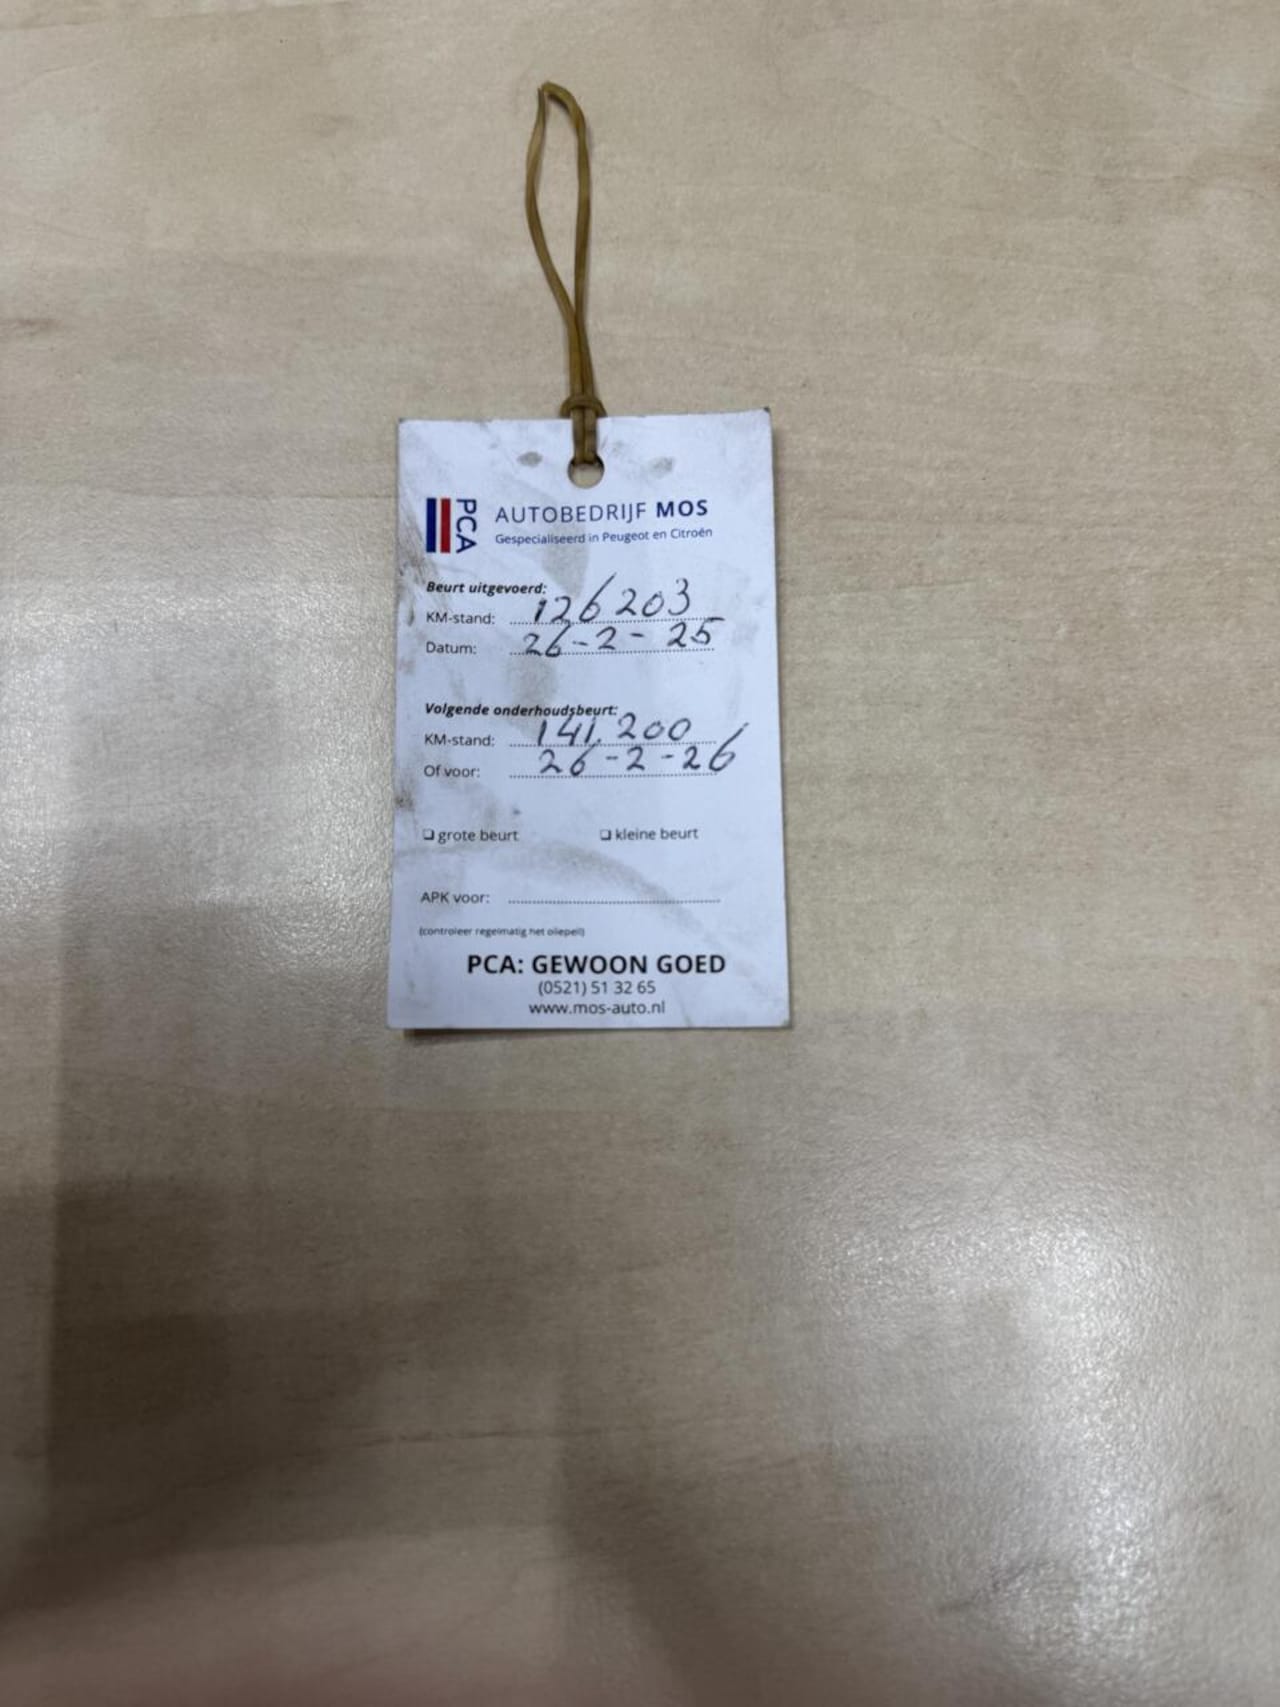 PCA
AUTOBEDRIJF MOS
Gespecialiseerd in Peugeot en Citroën
Beurt uitgevoerd:
KM-stand: 126203
Datum: 26-2-25
Volgende onderhoudsbeurt:
KM-stand: 141.200
Of voor: 26-2-26
❑ grote beurt ❑ kleine beurt
APK voor:
(controleer regelmatig het oliepeil)
PCA: GEWOON GOED
(0521) 51 32 65
www.mos-auto.nl